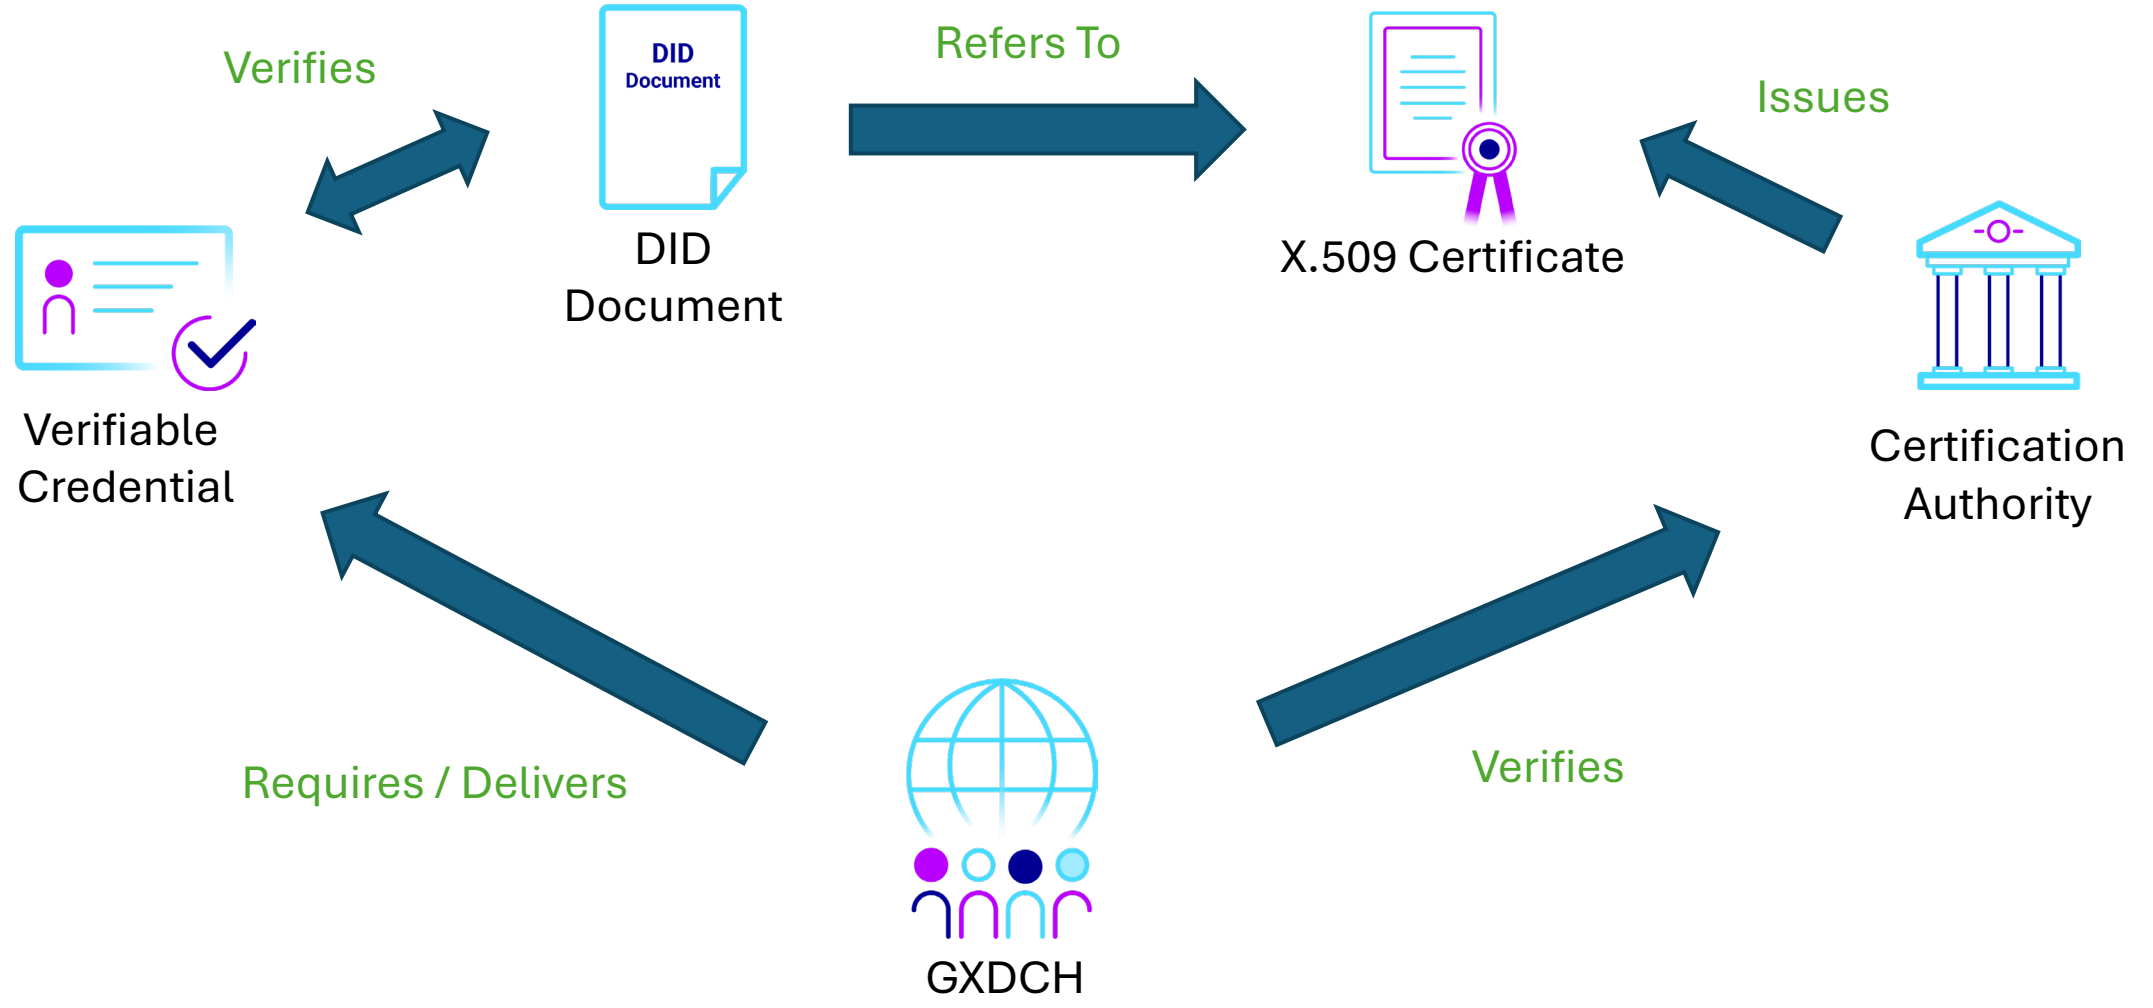 Verifies
DID
Document
Refers To
Issues
DID
Document
X.509 Certificate
Verifiable
Credential
Certification
Authority
Requires / Delivers
Verifies
GXDCH